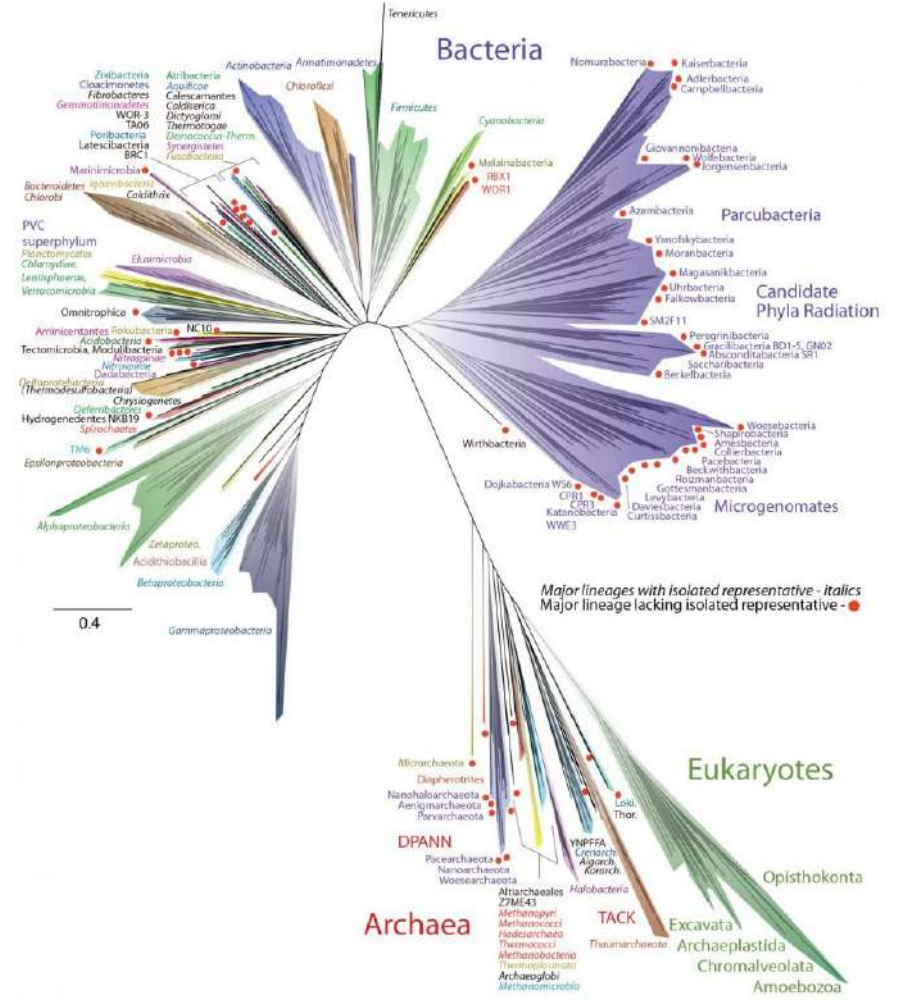 Tenericutes
Bacteria
Actinobacteria
Armatimonadetes
Nomurabacteria
Kaiserbacteria
Adlerbacteria
Campbellbacteria
Zixibacteria
Cloacimonetes
Fibrobacteres
Gemmatimonadetes
WOR-3
TA06
Poribacteria
Latescibacteria
BRC1
Atribacteria
Aquificae
Calescamantes
Caldiserica
Dictyoglomi
Thermotogae
Deinococcus-Therm.
Synergistetes
Fusobacteria
Chloroflexi
Firmicutes
Cyanobacteria
Melainabacteria
RBX1
WOR1
Giovannonibacteria
Wolfebacteria
Jorgensenbacteria
Marinimicrobia
Bacteroidetes
Ignavibacteria
Chlorobi
Caldithrix
Azambacteria
Parcubacteria
PVC
superphylum
Planctomycetes
Chlamydiae,
Lentisphaerae,
Verrucomicrobia
Elusimicrobia
Yanofskybacteria
Moranbacteria
Magasanikbacteria
Uhrbacteria
Falkowbacteria
Candidate
Phyla Radiation
SM2F11
Omnitrophica
Aminicentantes
Rokubacteria
NC10
Acidobacteria
Tectomicrobia, Modulibacteria
Nitrospinae
Nitrospirae
Dadabacteria
Deltaprotebacteria
(Thermodesulfobacteria)
Chrysiogenetes
Deferribacteres
Hydrogenedentes NKB19
Spirochaetes
TM6
Epsilonproteobacteria
Peregrinibacteria
Gracilibacteria BD1-5, GN02
Absconditabacteria SR1
Saccharibacteria
Berkelbacteria
Woesebacteria
Shapirobacteria
Amesbacteria
Collierbacteria
Pacebacteria
Beckwithbacteria
Roizmanbacteria
Gottesmanbacteria
Levybacteria
Daviesbacteria
Curtissbacteria
Microgenomates
Wirthbacteria
Dojkabacteria WS6
CPR1
CPR3
Katanobacteria
WWE3
Alphaproteobacteria
Zetaproteo.
Acidithiobacillia
Betaproteobacteria
0.4
Gammaproteobacteria
Major lineages with isolated representative - italics
Major lineage lacking isolated representative -
Microarchaeota
Diapherotrites
Nanohaloarchaeota
Aenigmarchaeota
Parvarchaeota
DPANN
Pacearchaeota
Nanoarchaeota
Woesearchaeota
Archaea
Altiarchaeales
Z7ME43
Methanopyri
Methanococci
Hadesarchaea
Thermococci
Methanobacteria
Thermoplasmata
Archaeoglobi
Methanomicrobia
Halobacteria
YNPFFA
Crenarch.
Aigarch.
Korarch.
Loki.
Thor.
TACK
Thaumarchaeota
Eukaryotes
Opisthokonta
Excavata
Archaeplastida
Chromalveolata
Amoebozoa